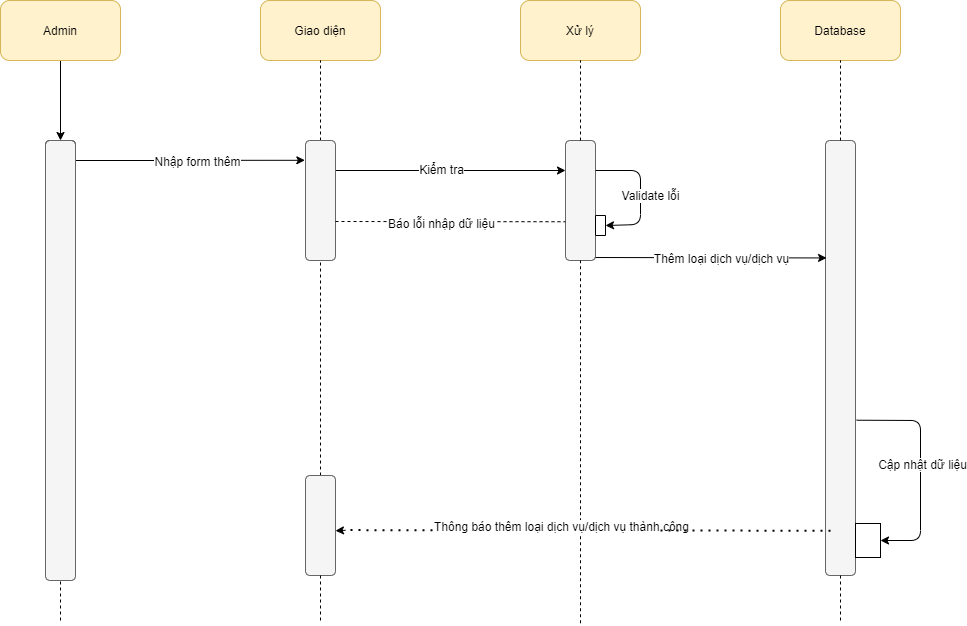 Admin
Giao diện
Xử lý
Database
Nhập form thêm
Kiểm tra
Validate lỗi
Báo lỗi nhập dữ liệu
Thêm loại dịch vụ/dịch vụ
Cập nhật dữ liệu
Thông báo thêm loại dịch vụ/dịch vụ thành công